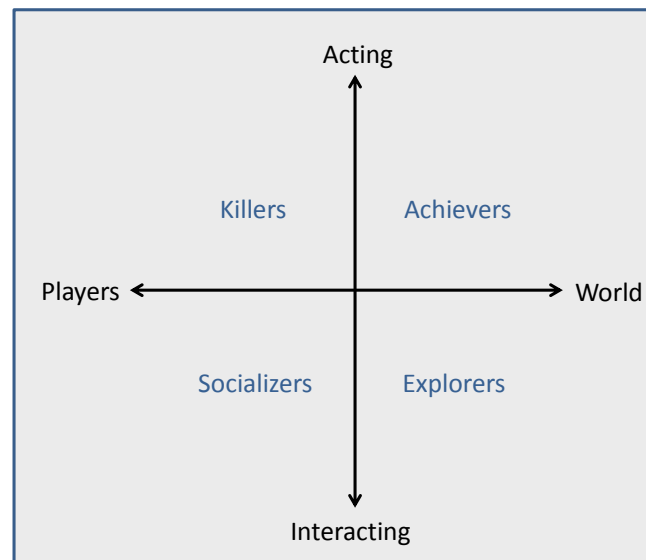 Acting
Killers Achievers
Players World
Socializers Explorers
Interacting